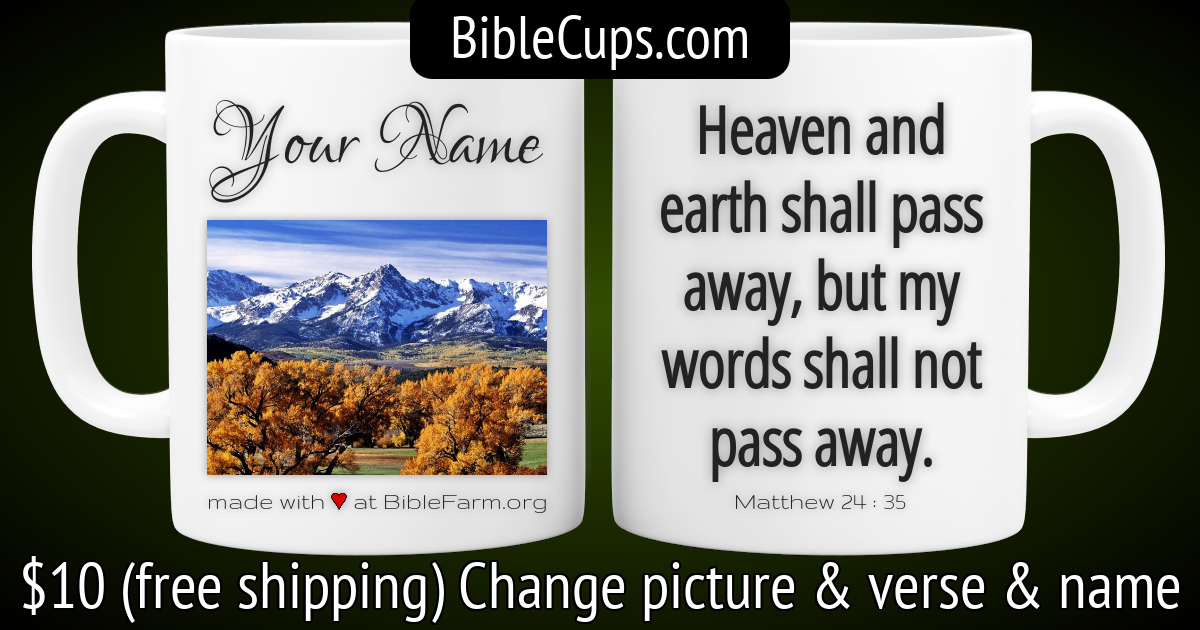 BibleCups.com
Your Name
made with ♥ at BibleFarm.org
Heaven and
earth shall pass
away, but my
words shall not
pass away.
Matthew 24 : 35
$10 (free shipping) Change picture & verse & name